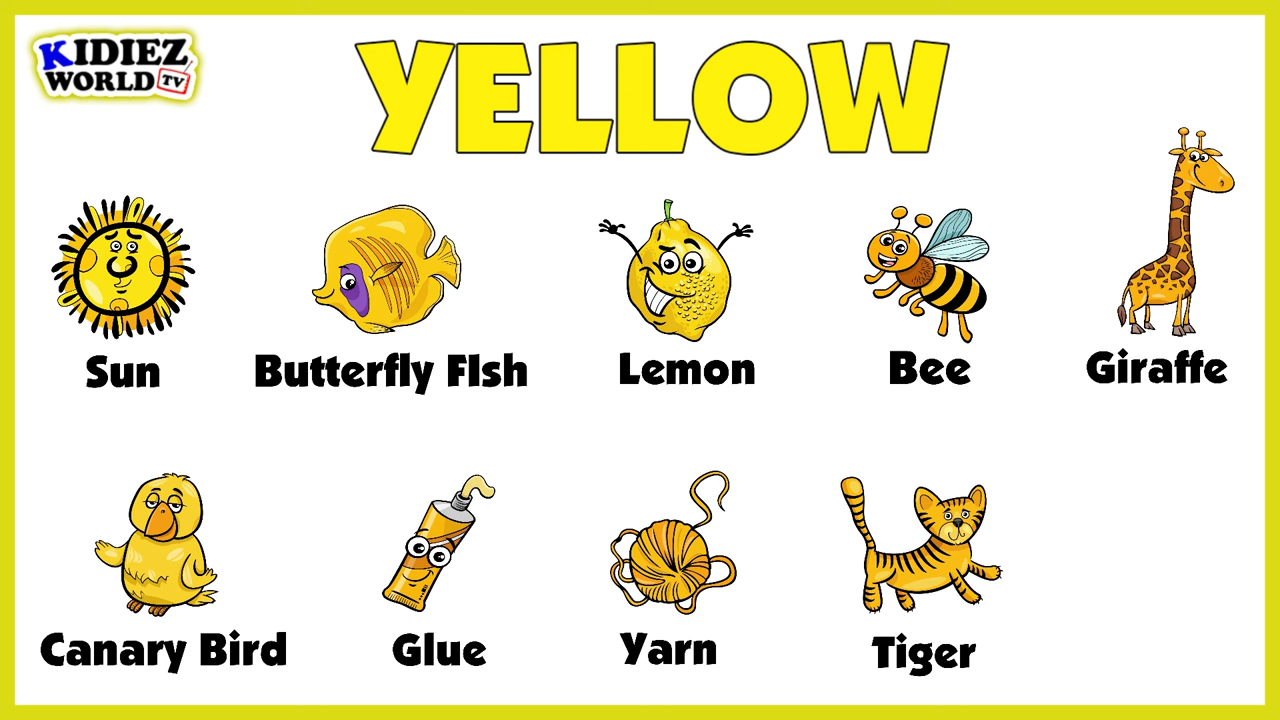 KIDIEZ
WORLD TV
YELLOW
Sun
Butterfly FIsh
Lemon
Bee
Giraffe
Canary Bird
Glue
Yarn
Tiger